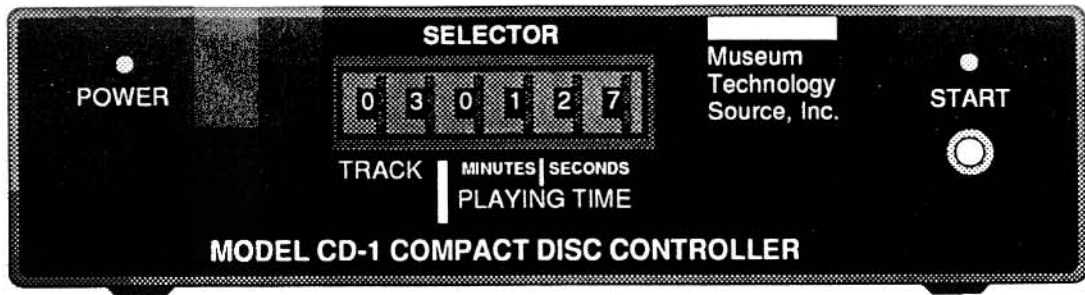 SELECTOR
POWER
0 3 0 1 2 7
Museum
Technology
Source, Inc.
START
TRACK
MINUTES SECONDS
PLAYING TIME
MODEL CD-1 COMPACT DISC CONTROLLER